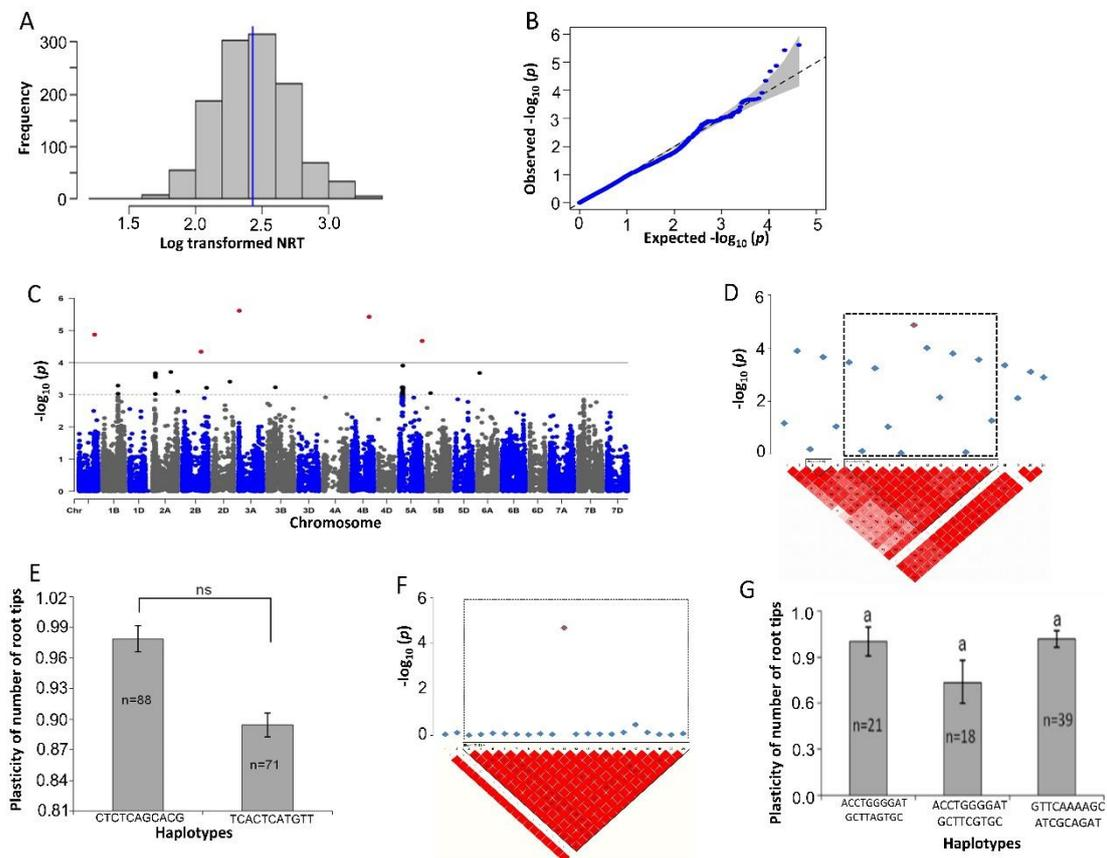 A
Frequency
300
200
100
0
1.5 2.0 2.5 3.0
Log transformed NRT
B
Observed -log10 (p)
6
5
4
3
2
1
0
0 1 2 3 4 5
Expected -log10 (p)
C
-log10 (p)
6
5
4
3
2
1
0
Chr 1B 1D 2A 2B 2D 3A 3B 3D 4A 4B 4D 5A 5B 5D 6A 6B 6D 7A 7B 7D
Chromosome
D
-log10 (p)
6
4
2
0
E
Plasticity of number of root tips
1.02
0.99
0.96
0.93
0.90
0.87
0.84
0.81
ns
n=88
n=71
CTCTCAGCACG TCACTCATGTT
Haplotypes
F
-log10 (p)
6
4
2
0
G
Plasticity of number of root tips
1.0
0.9
0.6
0.3
0.0
a a a
n=21 n=18 n=39
ACCTGGGGAT ACCTGGGGAT GTTCAAAAGC
GCTTAGTGC GCTTCGTGC ATCGCAGAT
Haplotypes